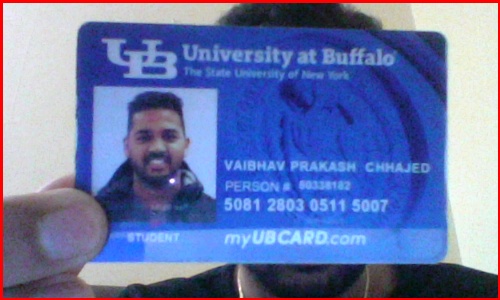 UB University at Buffalo
The State University of New York
VAIBHAV PRAKASH CHHAJED
PERSON # 50338182
5081 2803 0511 5007
STUDENT
myUBCARD.com